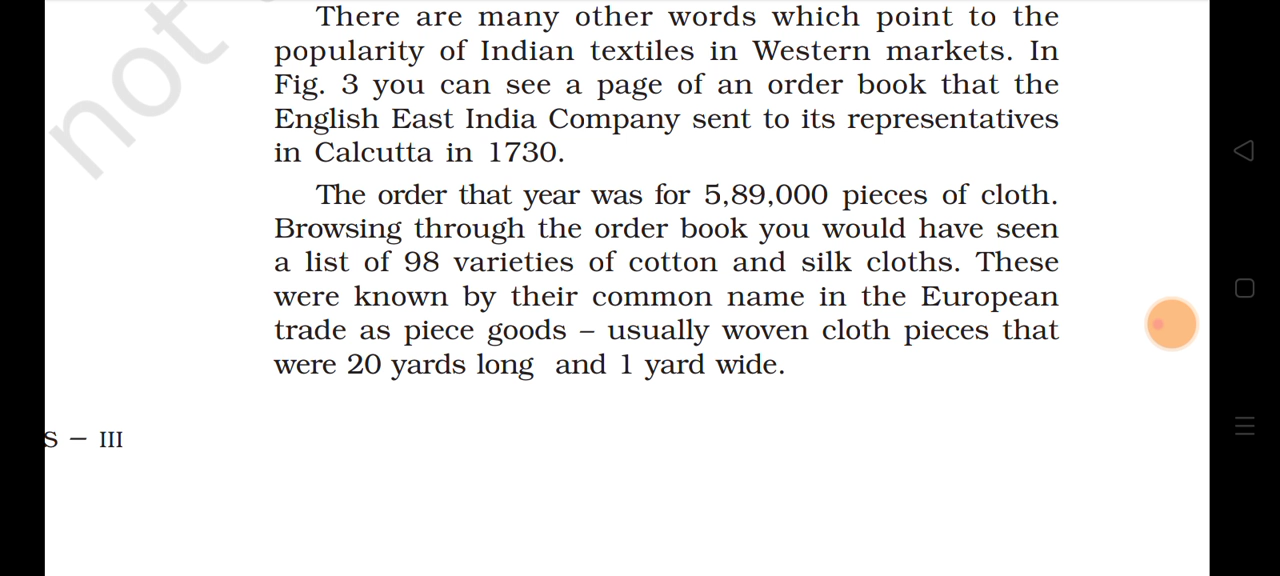 There are many other words which point to the
popularity of Indian textiles in Western markets. In
Fig. 3 you can see a page of an order book that the
English East India Company sent to its representatives
in Calcutta in 1730.
The order that year was for 5,89,000 pieces of cloth.
Browsing through the order book you would have seen
a list of 98 varieties of cotton and silk cloths. These
were known by their common name in the European
trade as piece goods – usually woven cloth pieces that
were 20 yards long and 1 yard wide.
S – III
not